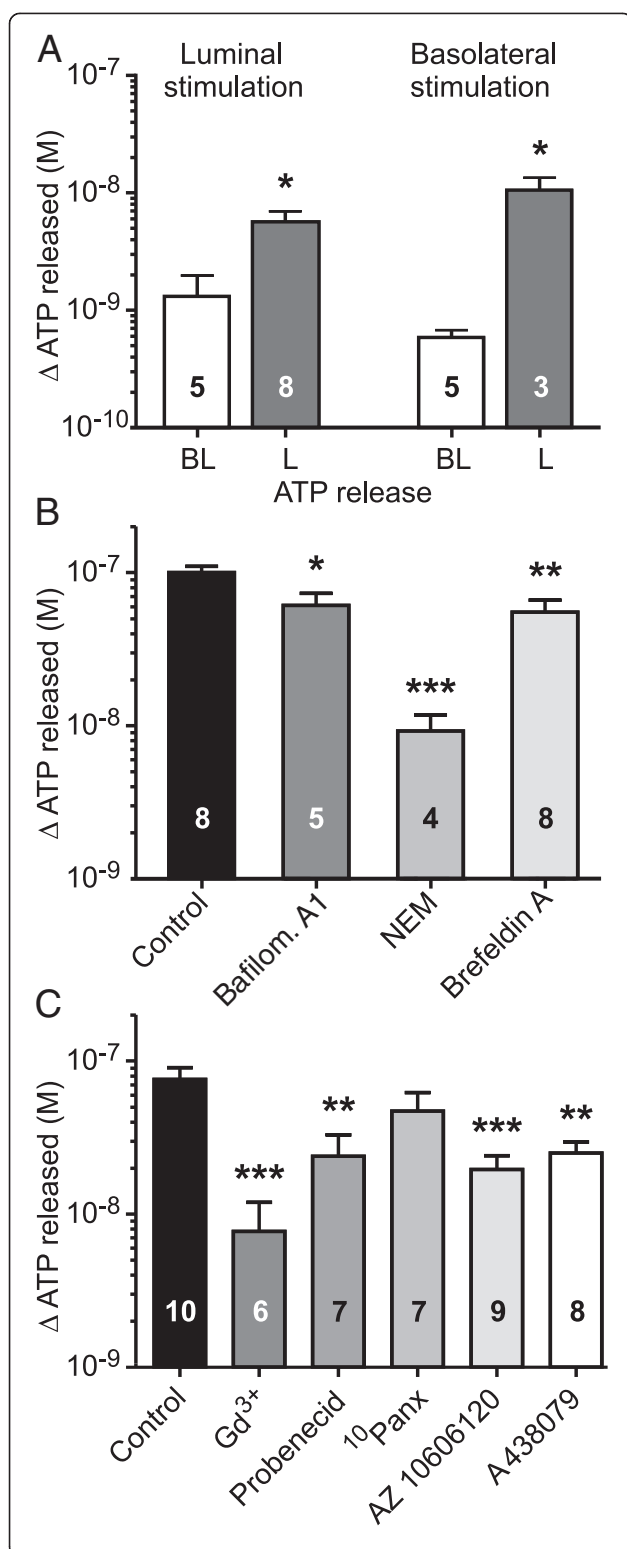 A
Luminal stimulation
Basolateral stimulation
Δ ATP released (M)
10⁻⁷
10⁻⁸
10⁻⁹
10⁻¹⁰
* *
5 8 5 3
BL L BL L
ATP release
B
Δ ATP released (M)
10⁻⁷
10⁻⁸
10⁻⁹
* *** **
8 5 4 8
Control
Bafilom. A1
NEM
Brefeldin A
C
Δ ATP released (M)
10⁻⁷
10⁻⁸
10⁻⁹
*** ** *** **
10 6 7 7 9 8
Control
Gd³⁺
Probenecid
¹⁰Panx
AZ 10606120
A 438079